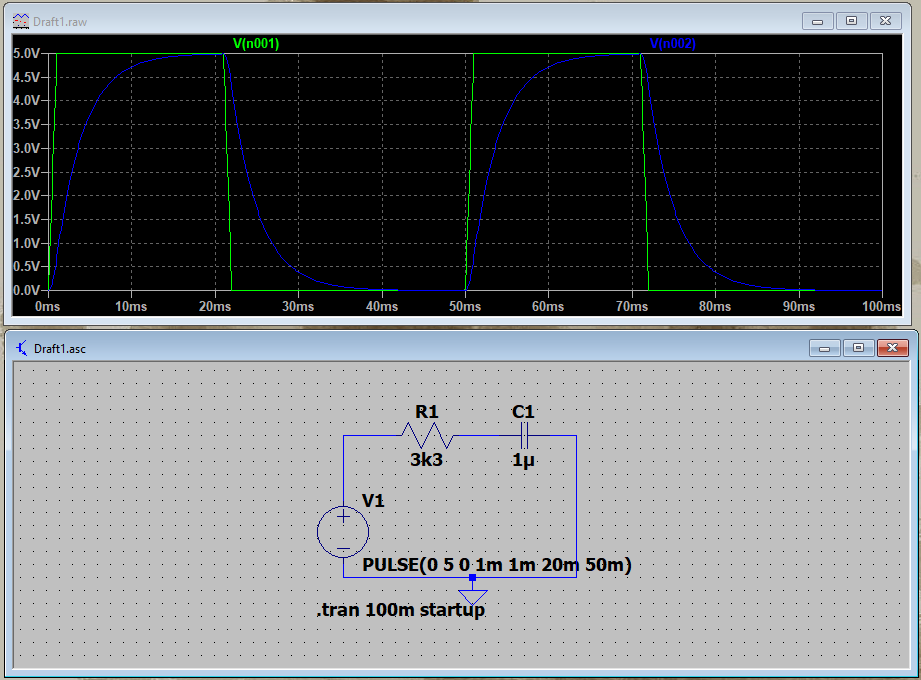 Draft1.raw
V(n001) V(n002)
5.0V
4.5V
4.0V
3.5V
3.0V
2.5V
2.0V
1.5V
1.0V
0.5V
0.0V
0ms 10ms 20ms 30ms 40ms 50ms 60ms 70ms 80ms 90ms 100ms
Draft1.asc
R1 C1
3k3 1µ
V1
PULSE(0 5 0 1m 1m 20m 50m)
.tran 100m startup